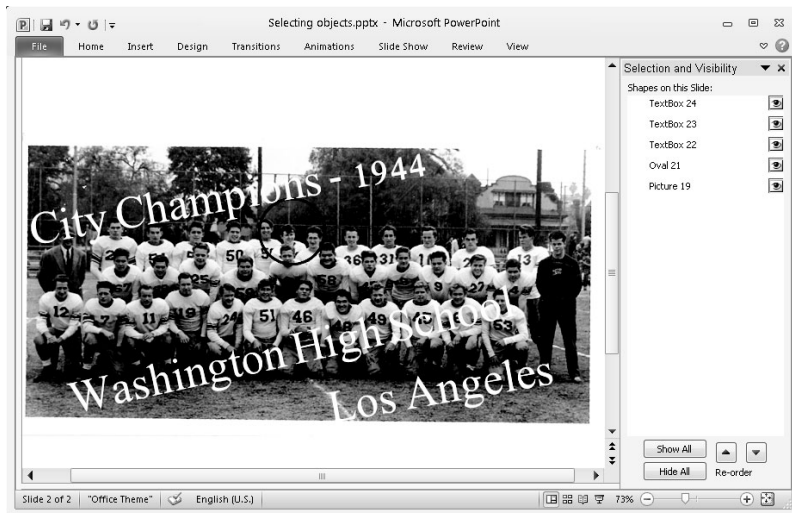 Selecting objects.pptx - Microsoft PowerPoint
File Home Insert Design Transitions Animations Slide Show Review View
Selection and Visibility
Shapes on this Slide:
TextBox 24
TextBox 23
TextBox 22
Oval 21
Picture 19
City Champions - 1944
Washington High School
Los Angeles
Show All
Hide All
Re-order
Slide 2 of 2 "Office Theme" English (U.S.) 73%